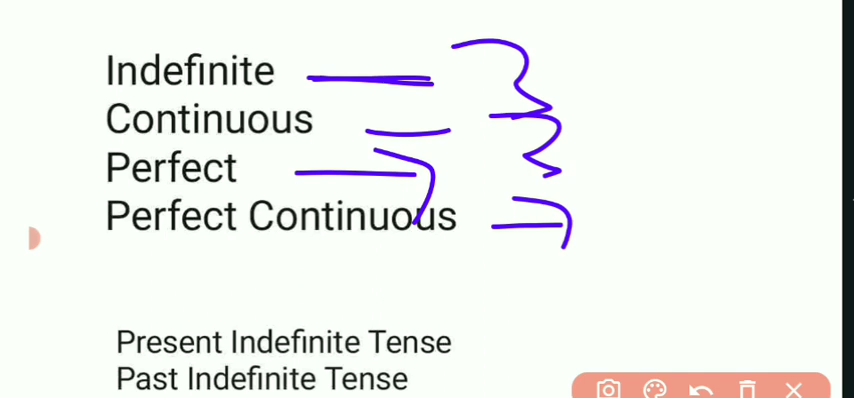 Indefinite
Continuous
Perfect
Perfect Continuous
Present Indefinite Tense
Past Indefinite Tense